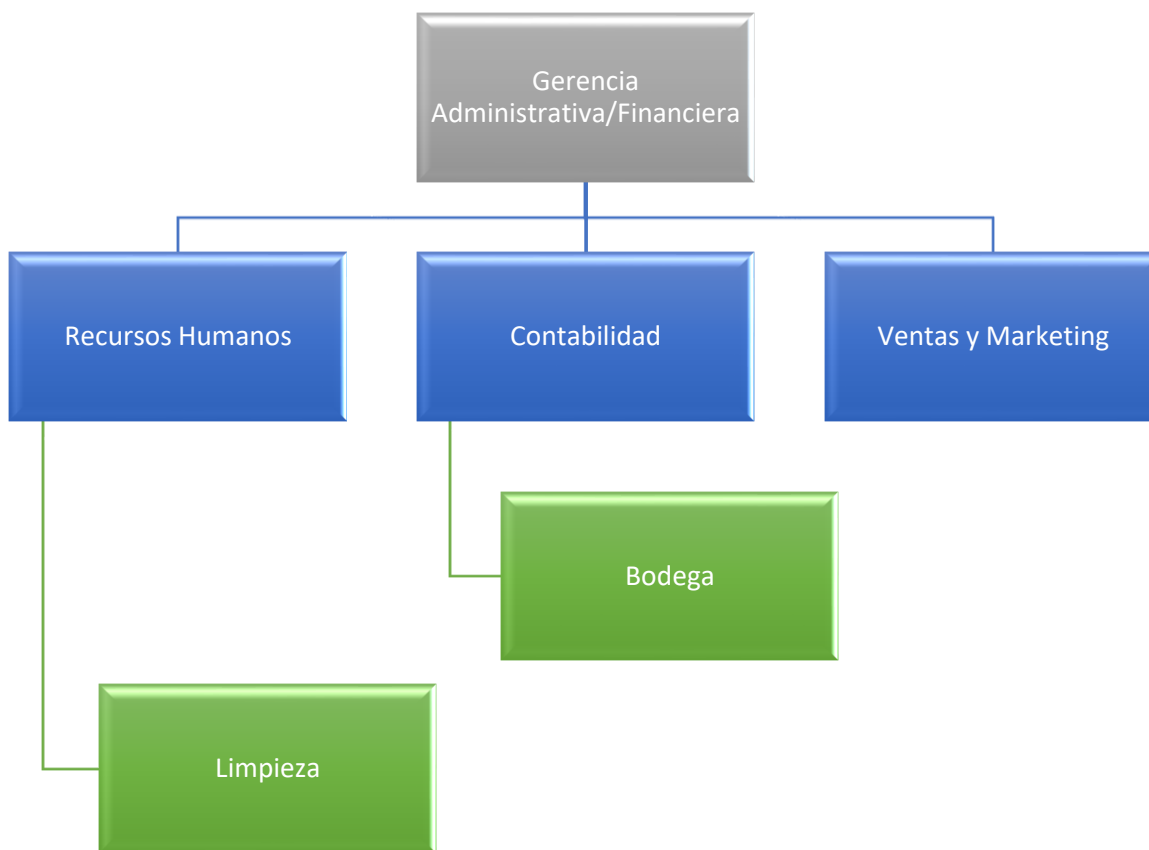 Gerencia
Administrativa/Financiera
Recursos Humanos
Contabilidad
Ventas y Marketing
Bodega
Limpieza